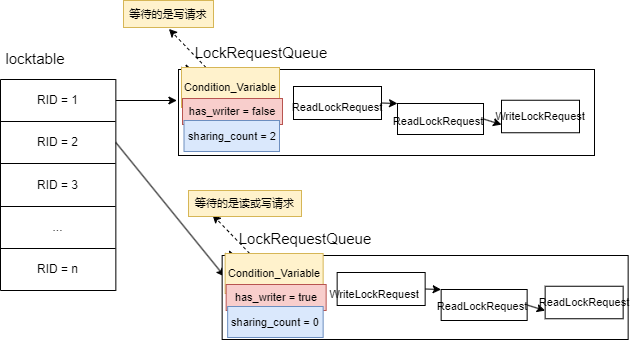 等待的是写请求
locktable
LockRequestQueue
RID = 1
RID = 2
RID = 3
...
RID = n
Condition_Variable
has_writer = false
sharing_count = 2
ReadLockRequest
ReadLockRequest
WriteLockRequest
等待的是读或写请求
LockRequestQueue
Condition_Variable
has_writer = true
sharing_count = 0
WriteLockRequest
ReadLockRequest
ReadLockRequest